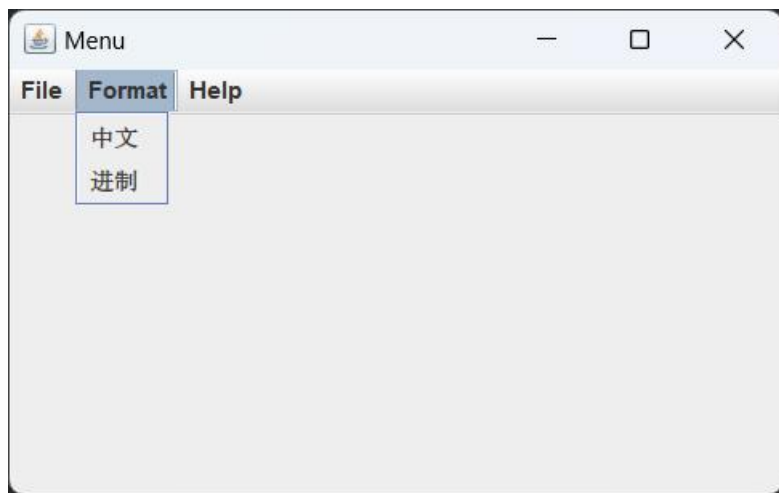 Menu
File Format Help
中文
进制